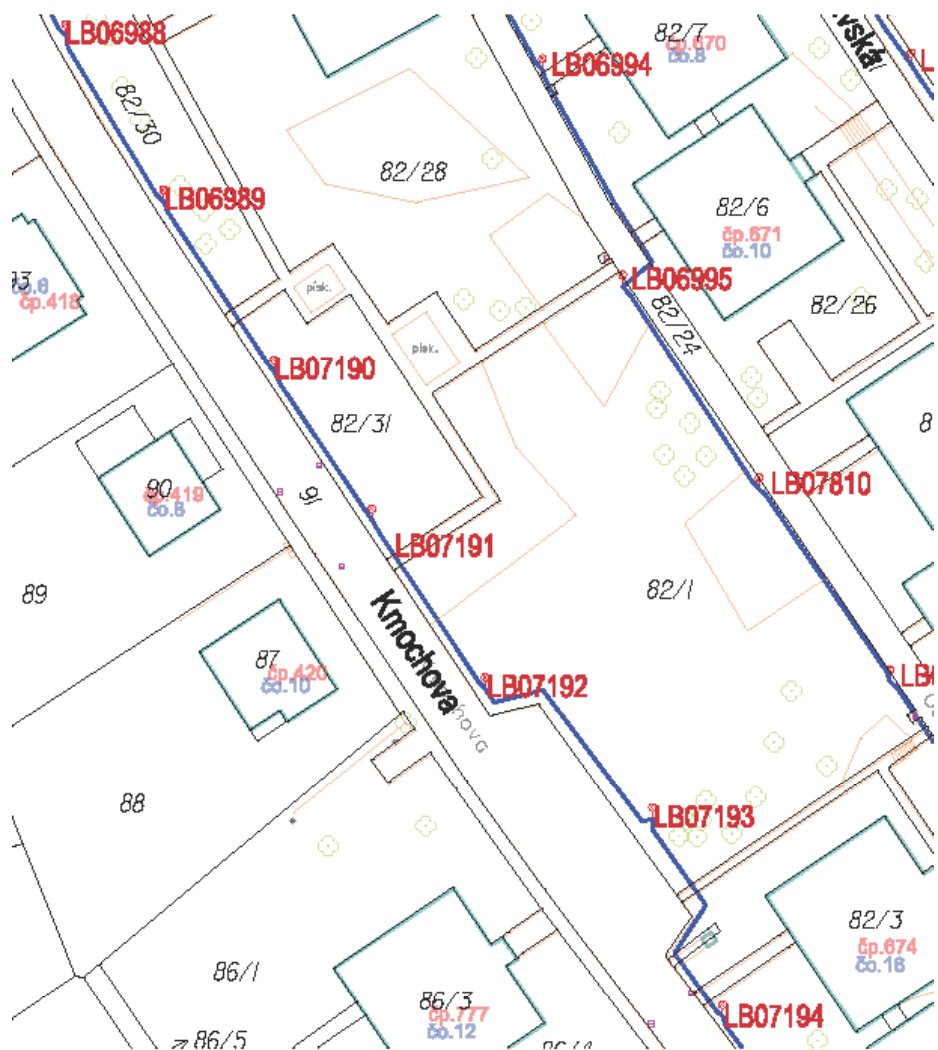 LB06988
82/30
LB06989
82/28
LB06994
82/7
čp.670
čo.8
82/6
čp.671
čo.10
LB06995
82/24
82/26
čp.418
písk.
písk.
LB07190
82/31
91
90
čp.419
čo.8
LB07191
LB07810
89
82/1
Kmochova
87
čp.420
čo.10
LB07192
88
LB07193
82/3
čp.674
čo.16
86/1
86/3
čp.777
čo.12
LB07194
86/5